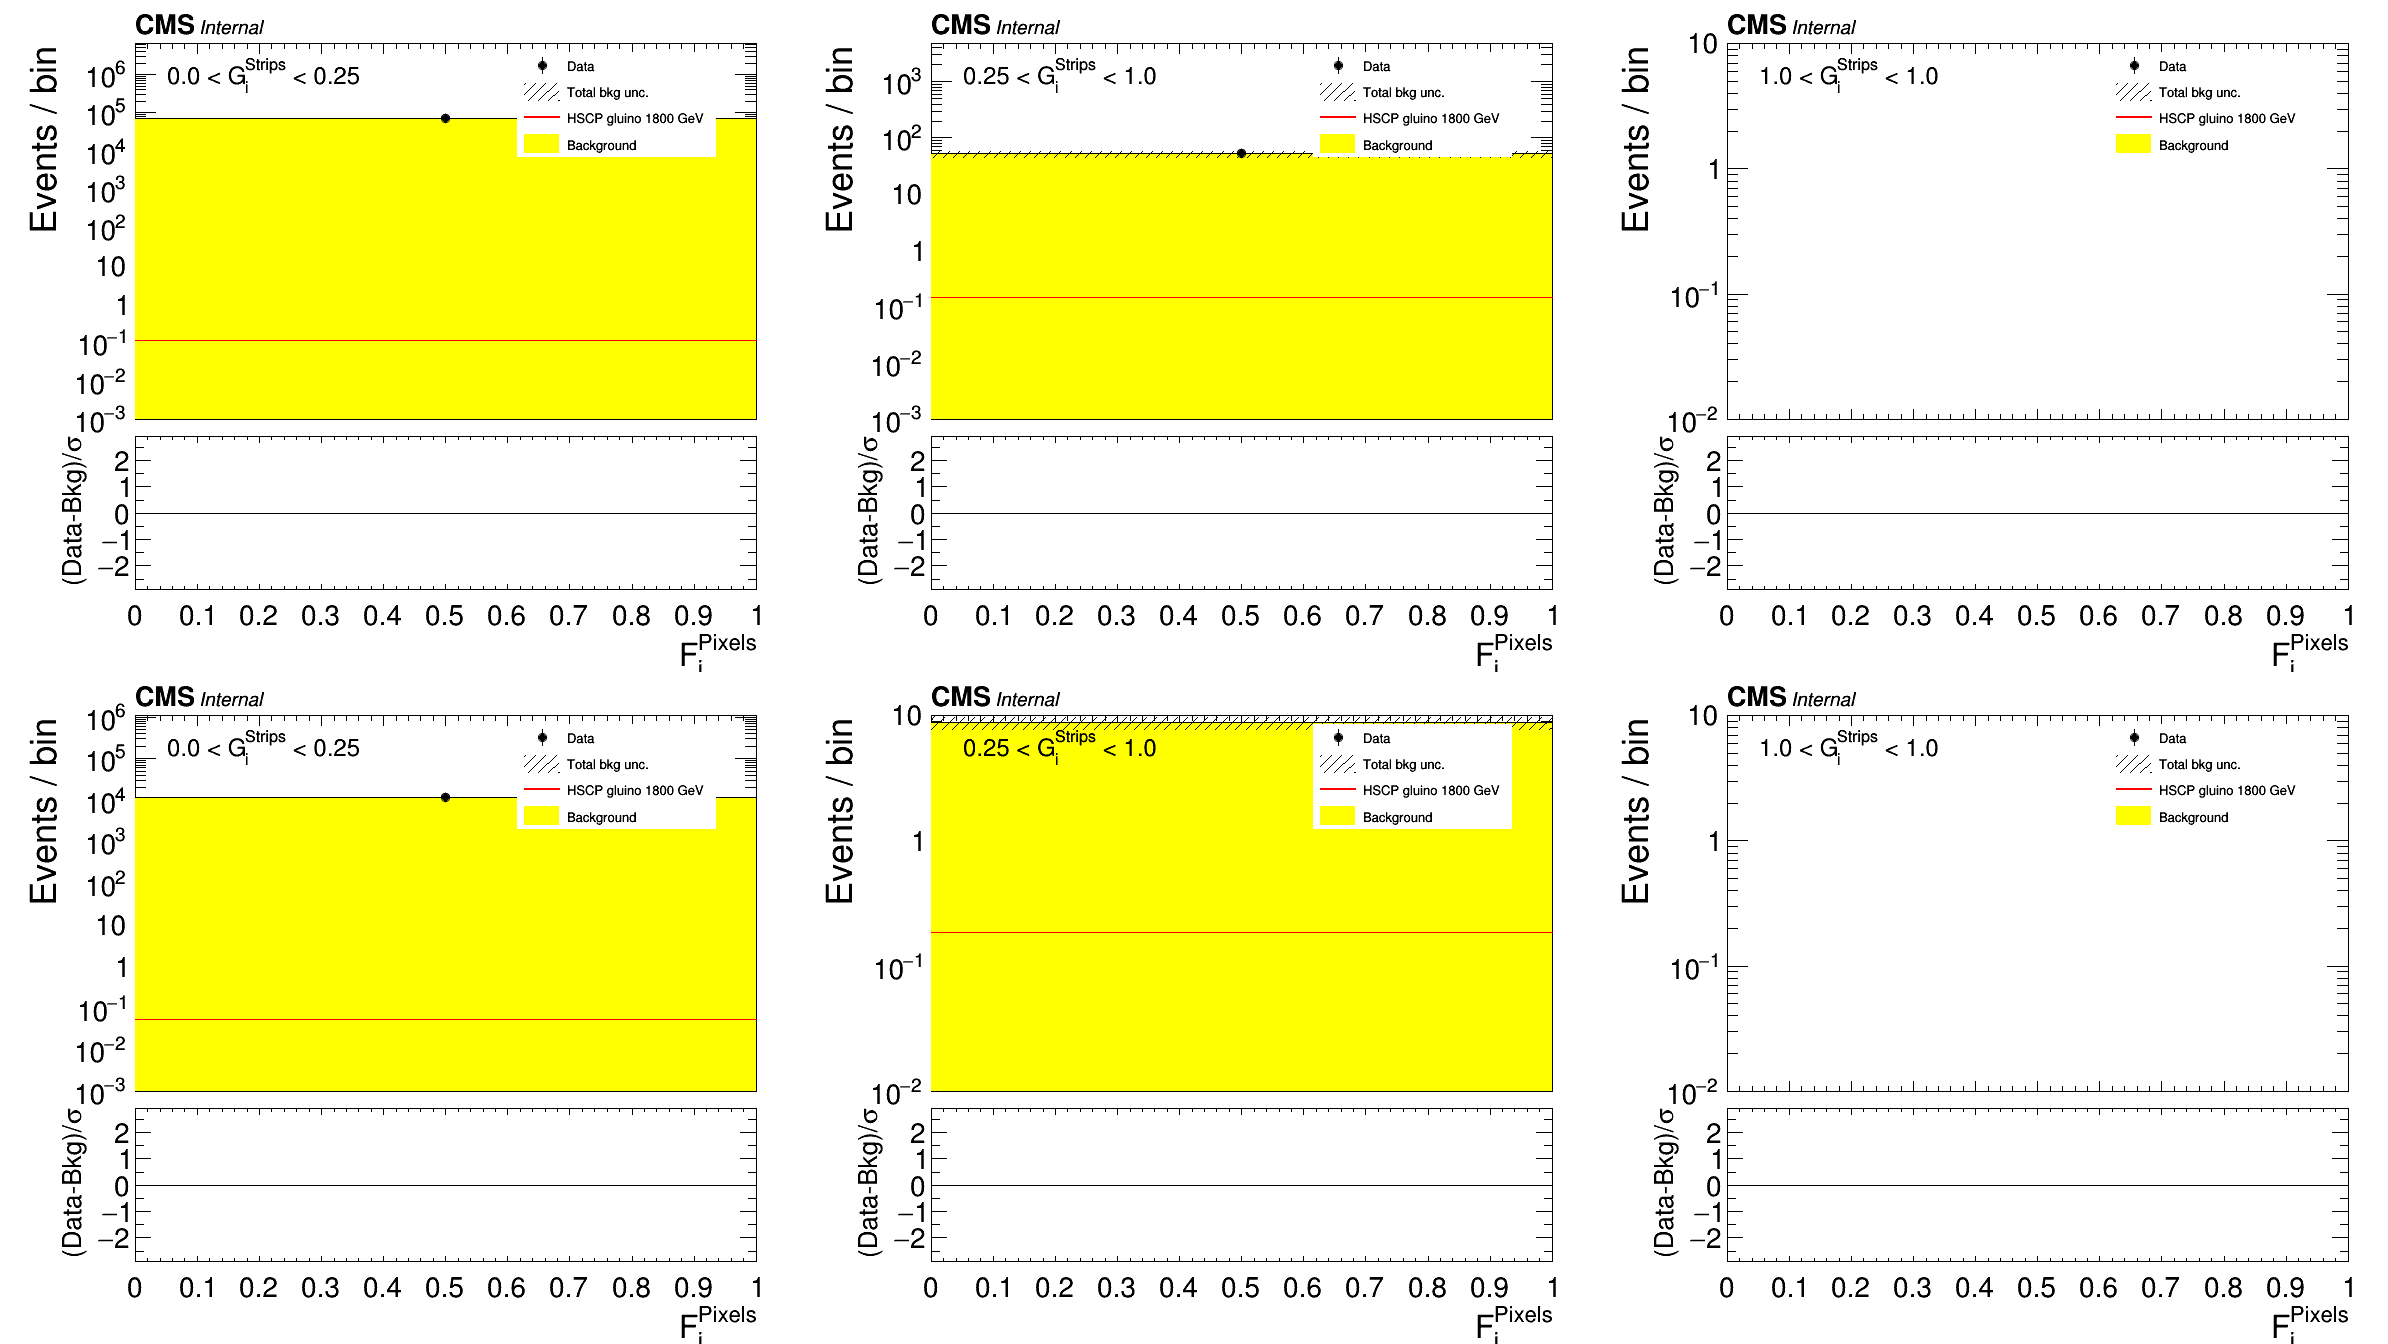 CMS Internal
Events / bin
0.0 < G_i^Strips < 0.25
Data
Total bkg unc.
HSCP gluino 1800 GeV
Background
10^6
10^5
10^4
10^3
10^2
10
1
10^−1
10^−2
10^−3
(Data-Bkg)/σ
2
1
0
−1
−2
0 0.1 0.2 0.3 0.4 0.5 0.6 0.7 0.8 0.9 1
F_i^Pixels
CMS Internal
Events / bin
0.25 < G_i^Strips < 1.0
Data
Total bkg unc.
HSCP gluino 1800 GeV
Background
10^3
10^2
10
1
10^−1
10^−2
10^−3
(Data-Bkg)/σ
2
1
0
−1
−2
0 0.1 0.2 0.3 0.4 0.5 0.6 0.7 0.8 0.9 1
F_i^Pixels
CMS Internal
Events / bin
1.0 < G_i^Strips < 1.0
Data
Total bkg unc.
HSCP gluino 1800 GeV
Background
10
1
10^−1
10^−2
(Data-Bkg)/σ
2
1
0
−1
−2
0 0.1 0.2 0.3 0.4 0.5 0.6 0.7 0.8 0.9 1
F_i^Pixels
CMS Internal
Events / bin
0.0 < G_i^Strips < 0.25
Data
Total bkg unc.
HSCP gluino 1800 GeV
Background
10^6
10^5
10^4
10^3
10^2
10
1
10^−1
10^−2
10^−3
(Data-Bkg)/σ
2
1
0
−1
−2
0 0.1 0.2 0.3 0.4 0.5 0.6 0.7 0.8 0.9 1
F_i^Pixels
CMS Internal
Events / bin
0.25 < G_i^Strips < 1.0
Data
Total bkg unc.
HSCP gluino 1800 GeV
Background
10
1
10^−1
10^−2
(Data-Bkg)/σ
2
1
0
−1
−2
0 0.1 0.2 0.3 0.4 0.5 0.6 0.7 0.8 0.9 1
F_i^Pixels
CMS Internal
Events / bin
1.0 < G_i^Strips < 1.0
Data
Total bkg unc.
HSCP gluino 1800 GeV
Background
10
1
10^−1
10^−2
(Data-Bkg)/σ
2
1
0
−1
−2
0 0.1 0.2 0.3 0.4 0.5 0.6 0.7 0.8 0.9 1
F_i^Pixels